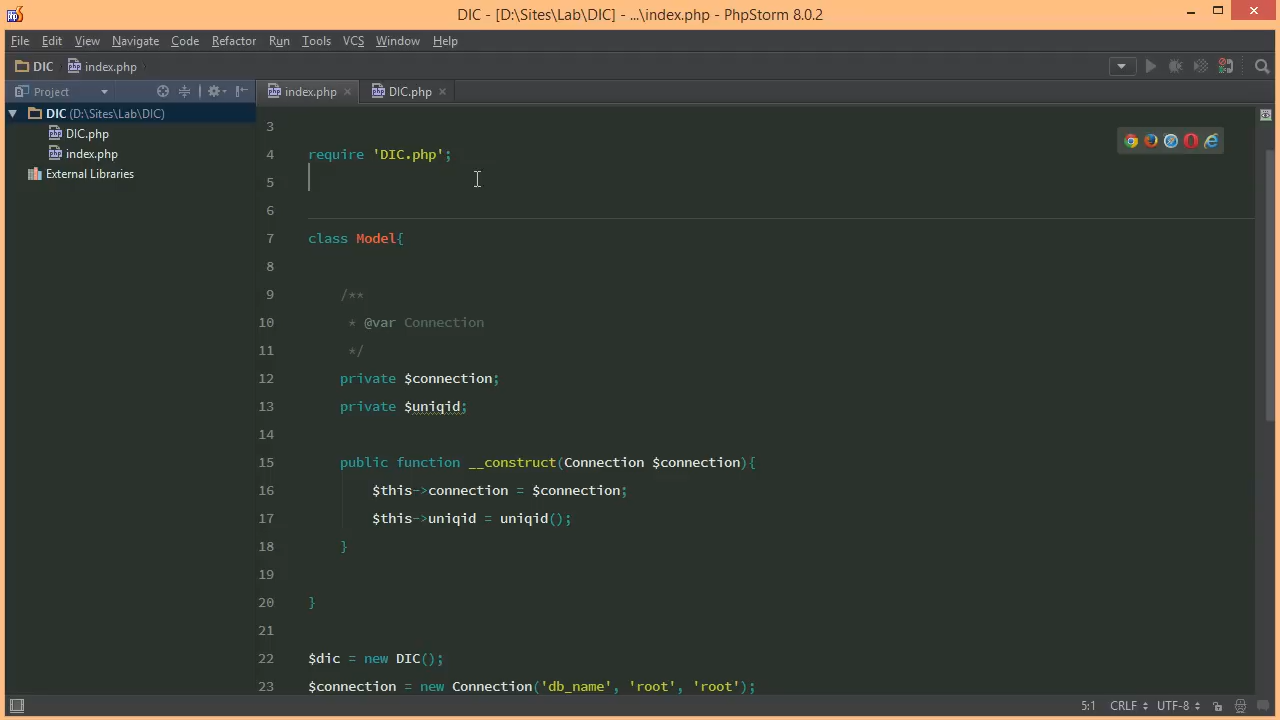 DIC - [D:\Sites\Lab\DIC] - ...\index.php - PhpStorm 8.0.2
File Edit View Navigate Code Refactor Run Tools VCS Window Help
DIC index.php
Project index.php DIC.php
DIC (D:\Sites\Lab\DIC)
DIC.php
index.php
External Libraries
3
4 require 'DIC.php';
5
6
7 class Model{
8
9 /**
10 * @var Connection
11 */
12 private $connection;
13 private $uniqid;
14
15 public function __construct(Connection $connection){
16 $this->connection = $connection;
17 $this->uniqid = uniqid();
18 }
19
20 }
21
22 $dic = new DIC();
23 $connection = new Connection('db_name', 'root', 'root');
5:1 CRLF UTF-8